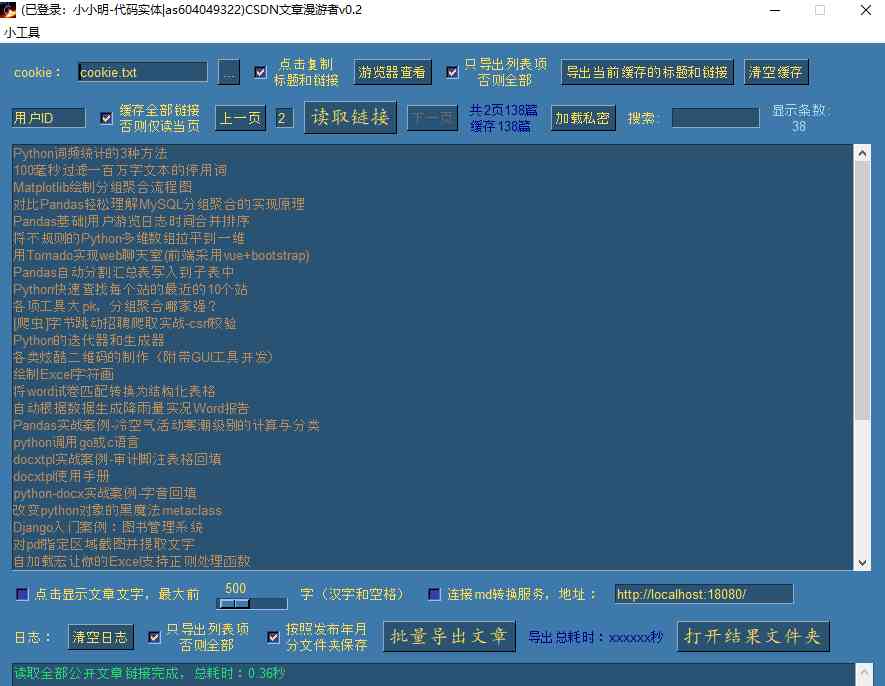 (已登录：小小明-代码实体|as604049322)CSDN文章漫游者v0.2
小工具
cookie： cookie.txt ... 点击复制 标题和链接 游览器查看 只导出列表项 否则全部 导出当前缓存的标题和链接 清空缓存
用户ID 缓存全部链接 否则仅读当页 上一页 2 读取链接 下一页 共2页138篇 缓存138篇 加载私密 搜索: 显示条数: 38
Python词频统计的3种方法
100毫秒过滤一百万字文本的停用词
Matplotlib绘制分组聚合流程图
对比Pandas轻松理解MySQL分组聚合的实现原理
Pandas基础|用户游览日志时间合并排序
将不规则的Python多维数组拉平到一维
用Tornado实现web聊天室(前端采用vue+bootstrap)
Pandas自动分割汇总表写入到子表中
Python快速查找每个站的最近的10个站
各项工具大pk，分组聚合哪家强？
[爬虫]字节跳动招聘爬取实战-csrf校验
Python的迭代器和生成器
各类炫酷二维码的制作（附带GUI工具开发）
绘制Excel字符画
将word试卷匹配转换为结构化表格
自动根据数据生成降雨量实况Word报告
Pandas实战案例-冷空气活动寒潮级别的计算与分类
python调用go或c语言
docxtpl实战案例-审计脚注表格回填
docxtpl使用手册
python-docx实战案例-字音回填
改变python对象的黑魔法metaclass
Django入门案例：图书管理系统
对pdf指定区域截图并提取文字
自加载宏让你的Excel支持正则处理函数
点击显示文章文字，最大前 500 字（汉字和空格） 连接md转换服务，地址： http://localhost:18080/
日志： 清空日志 只导出列表项 否则全部 按照发布年月 分文件夹保存 批量导出文章 导出总耗时：xxxxxx秒 打开结果文件夹
读取全部公开文章链接完成，总耗时：0.36秒